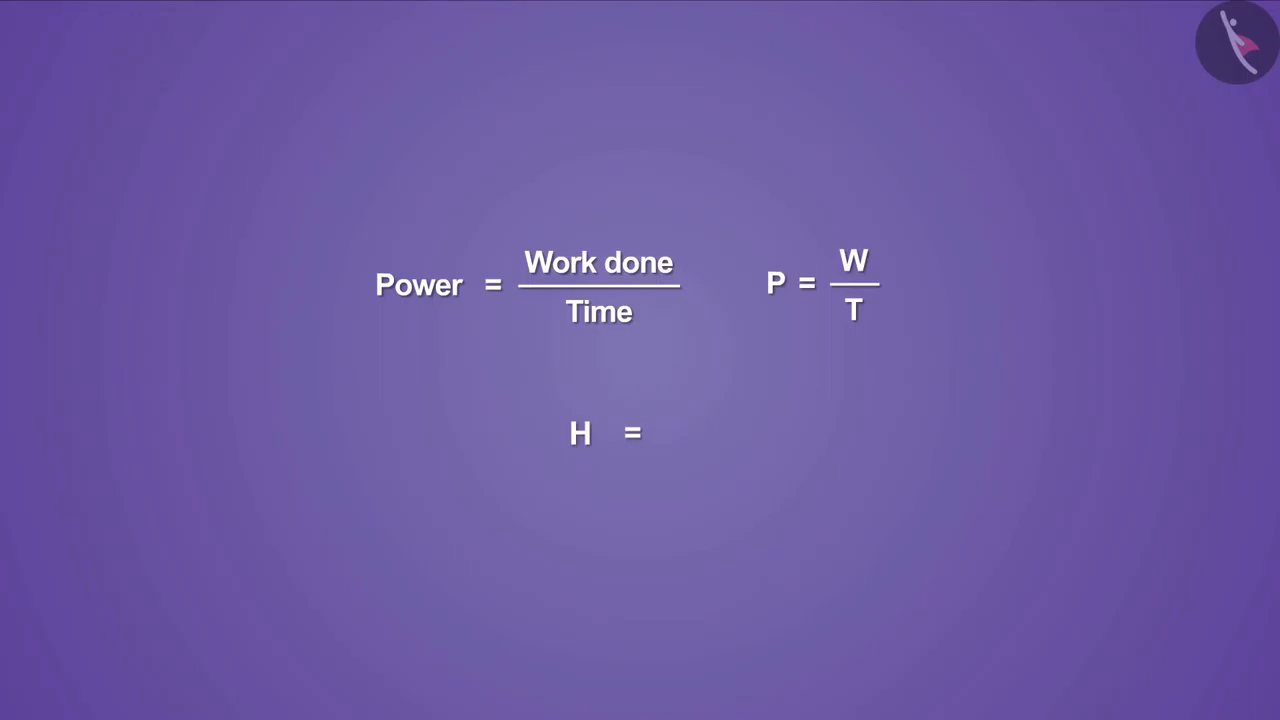 Power = Work done / Time
P = W / T
H =